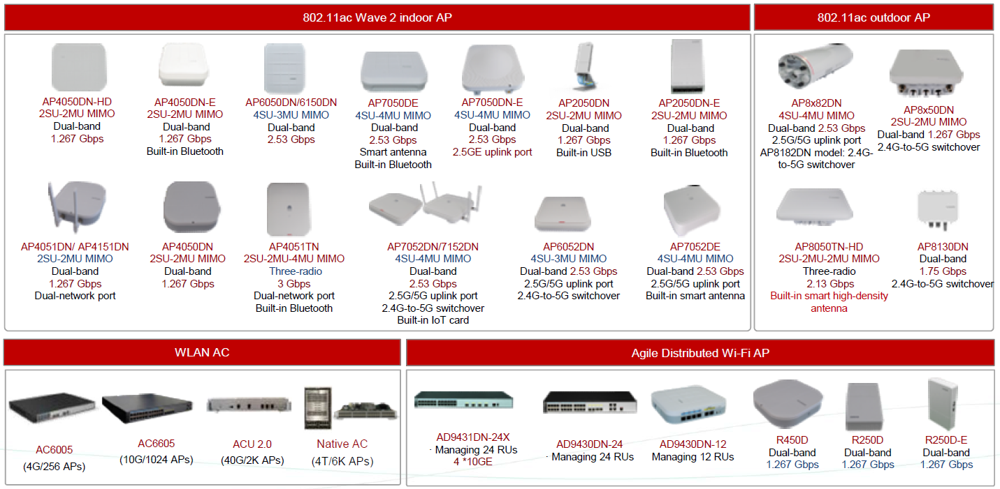 802.11ac Wave 2 indoor AP
AP4050DN-HD
2SU-2MU MIMO
Dual-band
1.267 Gbps
AP4050DN-E
2SU-2MU MIMO
Dual-band
1.267 Gbps
Built-in Bluetooth
AP6050DN/6150DN
4SU-3MU MIMO
Dual-band
2.53 Gbps
AP7050DE
4SU-4MU MIMO
Dual-band
2.53 Gbps
Smart antenna
Built-in Bluetooth
AP7050DN-E
4SU-4MU MIMO
Dual-band
2.53 Gbps
2.5GE uplink port
AP2050DN
2SU-2MU MIMO
Dual-band
1.267 Gbps
Built-in USB
AP2050DN-E
2SU-2MU MIMO
Dual-band
1.267 Gbps
Built-in Bluetooth
AP4051DN/ AP4151DN
2SU-2MU MIMO
Dual-band
1.267 Gbps
Dual-network port
AP4050DN
2SU-2MU MIMO
Dual-band
1.267 Gbps
AP4051TN
2SU-2MU-4MU MIMO
Three-radio
3 Gbps
Dual-network port
Built-in Bluetooth
AP7052DN/7152DN
4SU-4MU MIMO
Dual-band
2.53 Gbps
2.5G/5G uplink port
2.4G-to-5G switchover
Built-in IoT card
AP6052DN
4SU-3MU MIMO
Dual-band 2.53 Gbps
2.5G/5G uplink port
2.4G-to-5G switchover
AP7052DE
4SU-4MU MIMO
Dual-band 2.53 Gbps
2.5G/5G uplink port
Built-in smart antenna
802.11ac outdoor AP
AP8x82DN
4SU-4MU MIMO
Dual-band 2.53 Gbps
2.5G/5G uplink port
AP8182DN model: 2.4G-
to-5G switchover
AP8x50DN
2SU-2MU MIMO
Dual-band 1.267 Gbps
2.4G-to-5G switchover
AP8050TN-HD
2SU-2MU-2MU MIMO
Three-radio
2.13 Gbps
Built-in smart high-density
antenna
AP8130DN
Dual-band
1.75 Gbps
2.4G-to-5G switchover
WLAN AC
AC6005
(4G/256 APs)
AC6605
(10G/1024 APs)
ACU 2.0
(40G/2K APs)
Native AC
(4T/6K APs)
Agile Distributed Wi-Fi AP
AD9431DN-24X
· Managing 24 RUs
4 *10GE
AD9430DN-24
· Managing 24 RUs
AD9430DN-12
Managing 12 RUs
R450D
Dual-band
1.267 Gbps
R250D
Dual-band
1.267 Gbps
R250D-E
Dual-band
1.267 Gbps